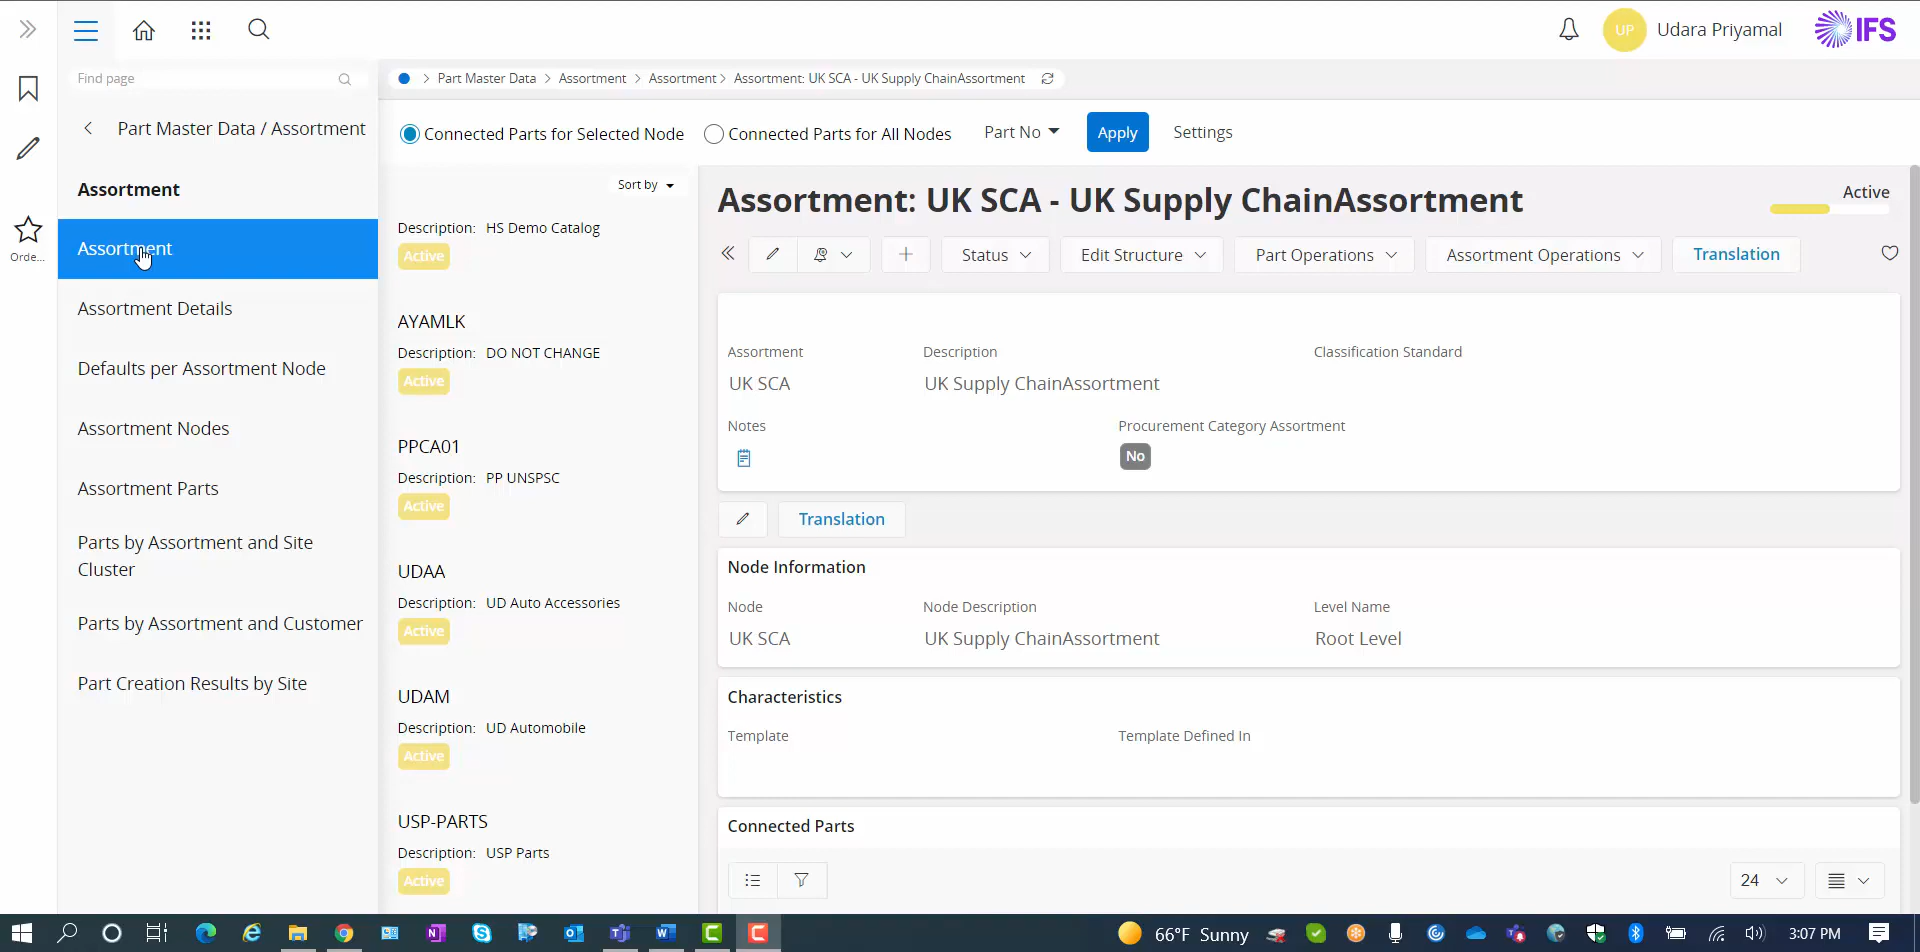 UP
Udara Priyamal
IFS
Find page
Part Master Data
Assortment
Assortment
Assortment: UK SCA - UK Supply ChainAssortment
Orde...
Part Master Data / Assortment
Assortment
Assortment
Assortment Details
Defaults per Assortment Node
Assortment Nodes
Assortment Parts
Parts by Assortment and Site
Cluster
Parts by Assortment and Customer
Part Creation Results by Site
Connected Parts for Selected Node
Connected Parts for All Nodes
Part No
Apply
Settings
Sort by
Description: HS Demo Catalog
Active
AYAMLK
Description: DO NOT CHANGE
Active
PPCA01
Description: PP UNSPSC
Active
UDAA
Description: UD Auto Accessories
Active
UDAM
Description: UD Automobile
Active
USP-PARTS
Description: USP Parts
Active
Assortment: UK SCA - UK Supply ChainAssortment
Active
Status
Edit Structure
Part Operations
Assortment Operations
Translation
Assortment
Description
Classification Standard
UK SCA
UK Supply ChainAssortment
Notes
Procurement Category Assortment
No
Translation
Node Information
Node
Node Description
Level Name
UK SCA
UK Supply ChainAssortment
Root Level
Characteristics
Template
Template Defined In
Connected Parts
24
66°F Sunny
3:07 PM